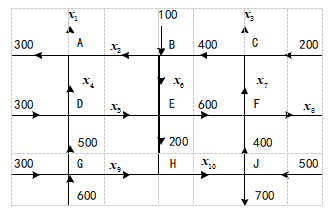 x₁ 100 x₃
300 A x₂ B 400 C 200
x₄ x₆ x₇
300 D x₅ E 600 F x₈
500 200 400
300 G x₉ H x₁₀ J 500
600 700